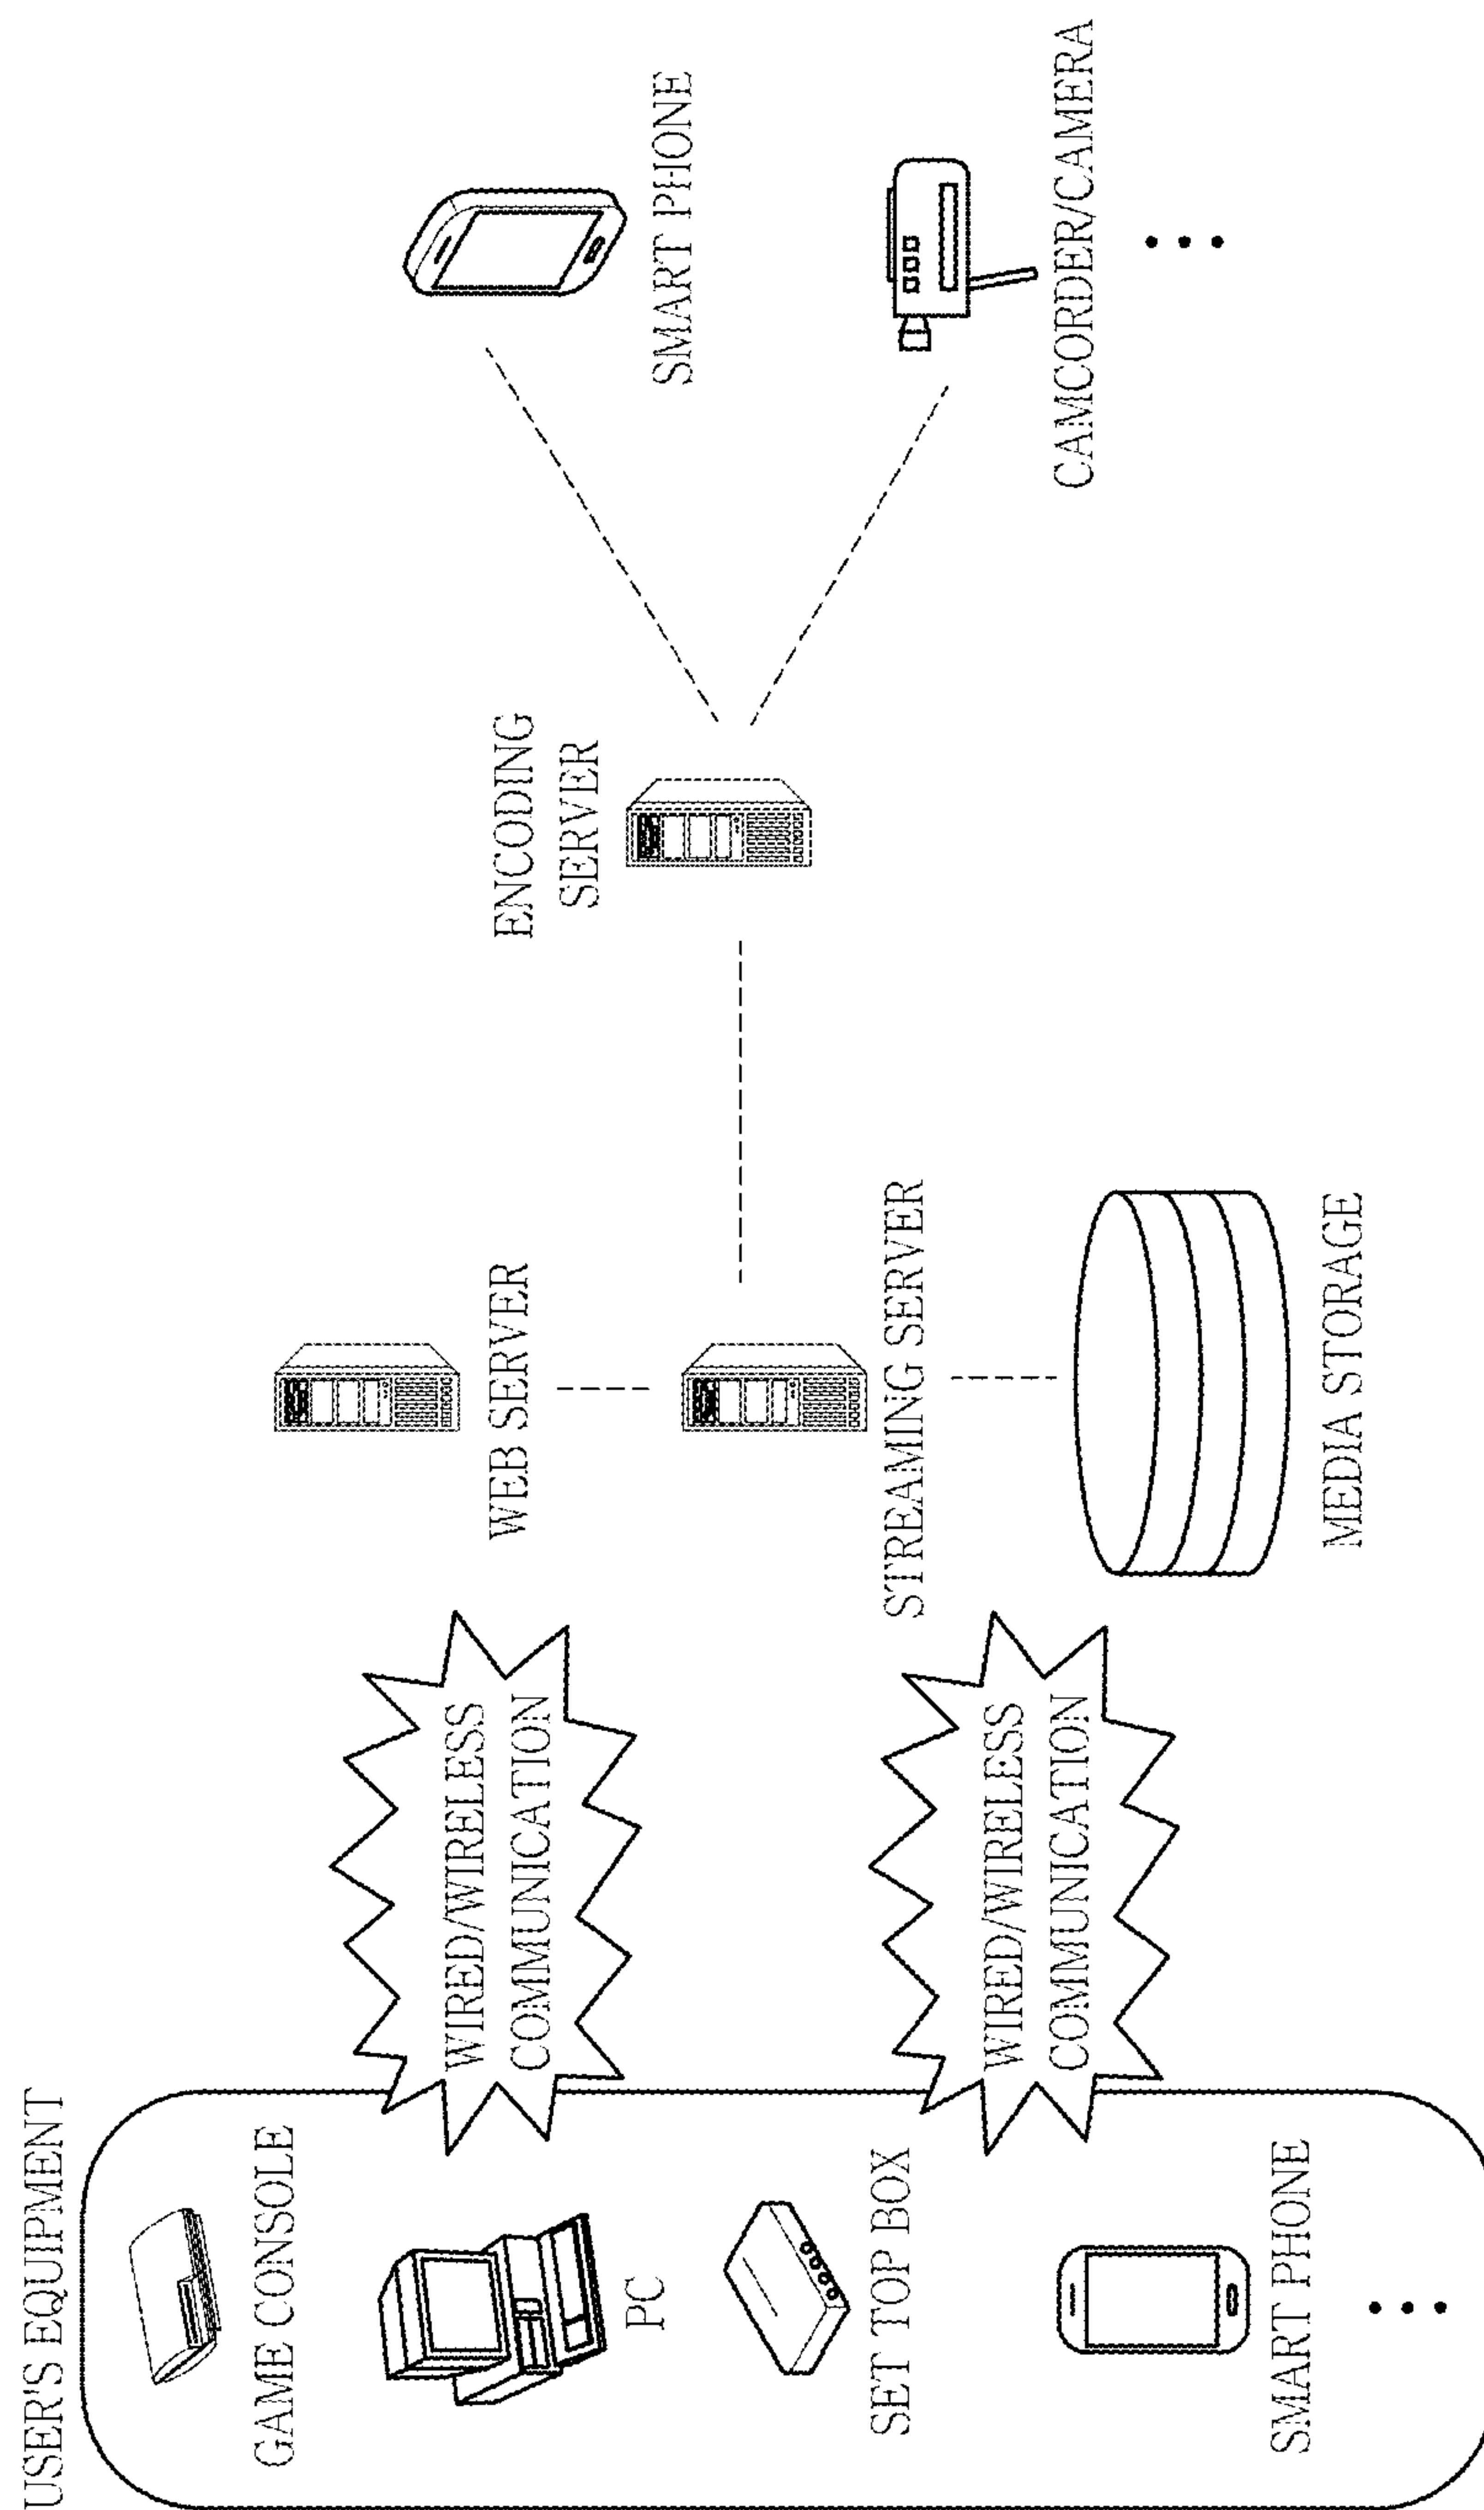 USER'S EQUIPMENT
GAME CONSOLE
PC
SET TOP BOX
SMART PHONE
WIRED/WIRELESS
COMMUNICATION
WIRED/WIRELESS
COMMUNICATION
WEB SERVER
STREAMING SERVER
MEDIA STORAGE
ENCODING
SERVER
SMART PHONE
CAMCORDER/CAMERA